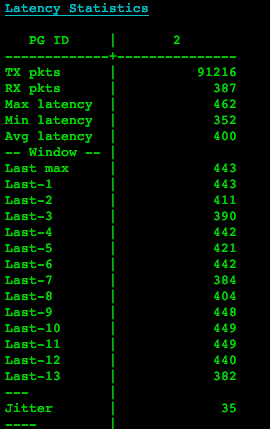 Latency Statistics
PG ID | 2
--------------+----------------
TX pkts | 91216
RX pkts | 387
Max latency | 462
Min latency | 352
Avg latency | 400
-- Window -- |
Last max | 443
Last-1 | 443
Last-2 | 411
Last-3 | 390
Last-4 | 442
Last-5 | 421
Last-6 | 442
Last-7 | 384
Last-8 | 404
Last-9 | 448
Last-10 | 449
Last-11 | 449
Last-12 | 440
Last-13 | 382
--- |
Jitter | 35
---- |